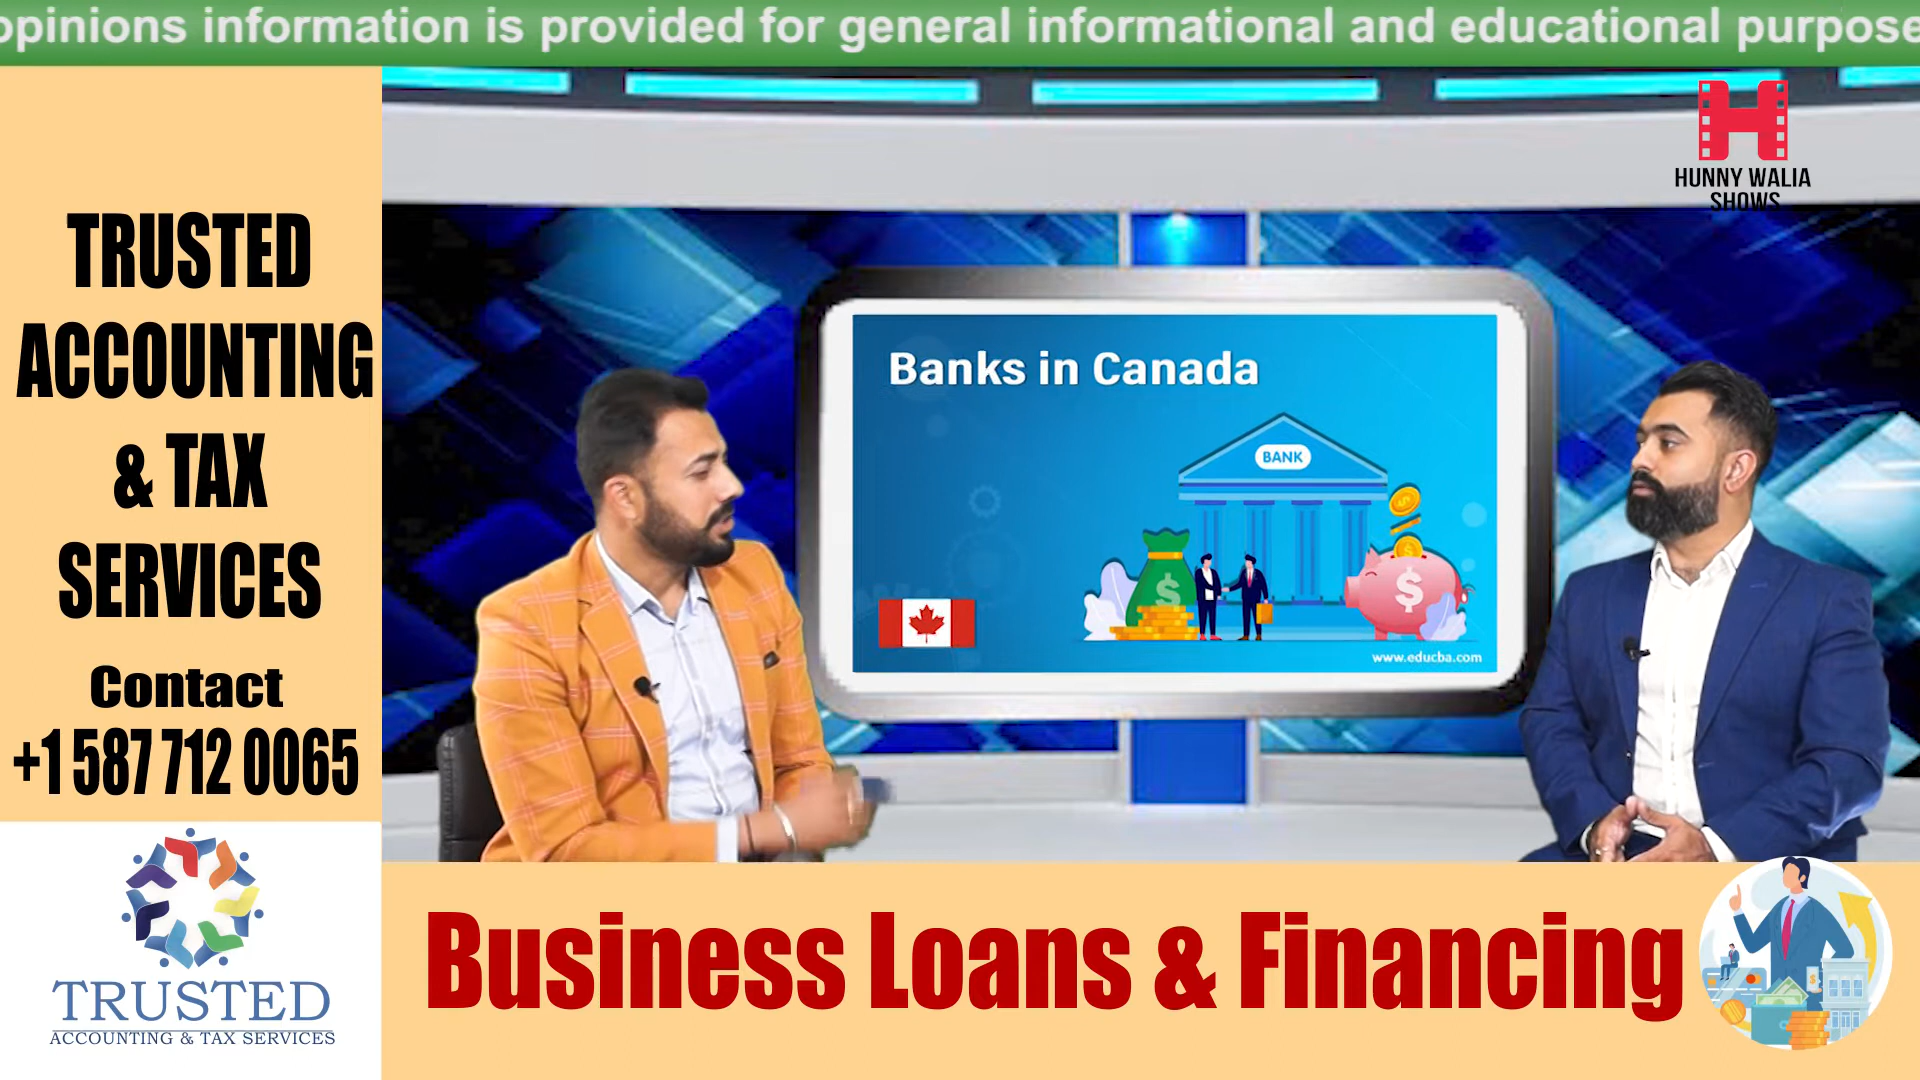 opinions information is provided for general informational and educational purpose
TRUSTED
ACCOUNTING
& TAX
SERVICES
Contact
+1 587 712 0065
TRUSTED
ACCOUNTING & TAX SERVICES
HUNNY WALIA
SHOWS
Banks in Canada
BANK
www.educba.com
Business Loans & Financing